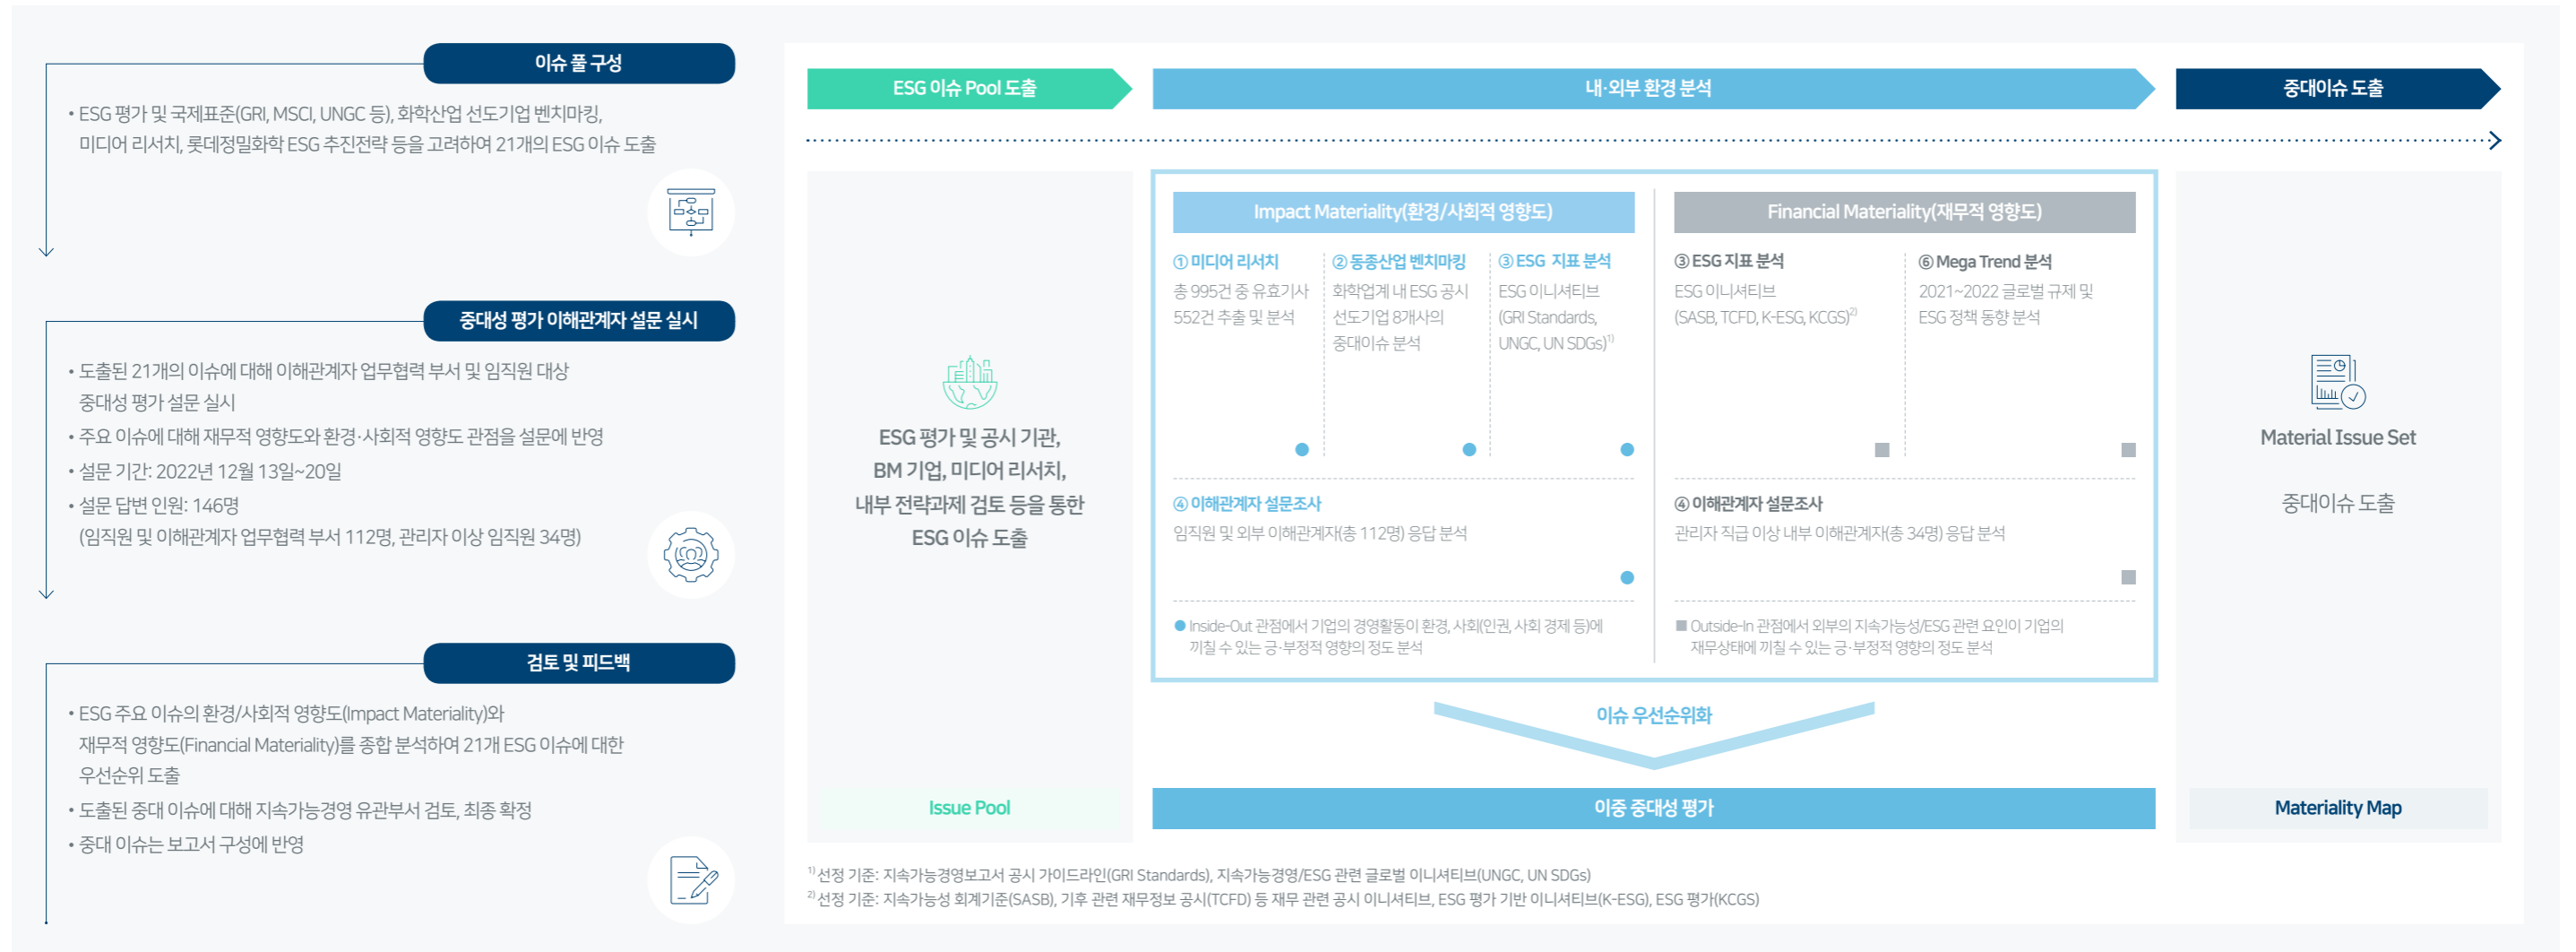 이슈 풀 구성
• ESG 평가 및 국제표준(GRI, MSCI, UNGC 등), 화학산업 선도기업 벤치마킹,
미디어 리서치, 롯데정밀화학 ESG 추진전략 등을 고려하여 21개의 ESG 이슈 도출
중대성 평가 이해관계자 설문 실시
• 도출된 21개의 이슈에 대해 이해관계자 업무협력 부서 및 임직원 대상
중대성 평가 설문 실시
• 주요 이슈에 대해 재무적 영향도와 환경·사회적 영향도 관점을 설문에 반영
• 설문 기간: 2022년 12월 13일~20일
• 설문 답변 인원: 146명
(임직원 및 이해관계자 업무협력 부서 112명, 관리자 이상 임직원 34명)
검토 및 피드백
• ESG 주요 이슈의 환경/사회적 영향도(Impact Materiality)와
재무적 영향도(Financial Materiality)를 종합 분석하여 21개 ESG 이슈에 대한
우선순위 도출
• 도출된 중대 이슈에 대해 지속가능경영 유관부서 검토, 최종 확정
• 중대 이슈는 보고서 구성에 반영
ESG 이슈 Pool 도출
내·외부 환경 분석
중대이슈 도출
ESG 평가 및 공시 기관,
BM 기업, 미디어 리서치,
내부 전략과제 검토 등을 통한
ESG 이슈 도출
Issue Pool
Impact Materiality(환경/사회적 영향도)
① 미디어 리서치
총 995건 중 유효기사
552건 추출 및 분석
② 동종산업 벤치마킹
화학업계 내 ESG 공시
선도기업 8개사의
중대이슈 분석
③ ESG 지표 분석
ESG 이니셔티브
(GRI Standards,
UNGC, UN SDGs)1)
④ 이해관계자 설문조사
임직원 및 외부 이해관계자(총 112명) 응답 분석
● Inside-Out 관점에서 기업의 경영활동이 환경, 사회(인권, 사회 경제 등)에
끼칠 수 있는 긍·부정적 영향의 정도 분석
Financial Materiality(재무적 영향도)
③ ESG 지표 분석
ESG 이니셔티브
(SASB, TCFD, K-ESG, KCGS)2)
⑥ Mega Trend 분석
2021~2022 글로벌 규제 및
ESG 정책 동향 분석
④ 이해관계자 설문조사
관리자 직급 이상 내부 이해관계자(총 34명) 응답 분석
■ Outside-In 관점에서 외부의 지속가능성/ESG 관련 요인이 기업의
재무상태에 끼칠 수 있는 긍·부정적 영향의 정도 분석
이슈 우선순위화
이중 중대성 평가
Material Issue Set
중대이슈 도출
Materiality Map
1) 선정 기준: 지속가능경영보고서 공시 가이드라인(GRI Standards), 지속가능경영/ESG 관련 글로벌 이니셔티브(UNGC, UN SDGs)
2) 선정 기준: 지속가능성 회계기준(SASB), 기후 관련 재무정보 공시(TCFD) 등 재무 관련 공시 이니셔티브, ESG 평가 기반 이니셔티브(K-ESG), ESG 평가(KCGS)